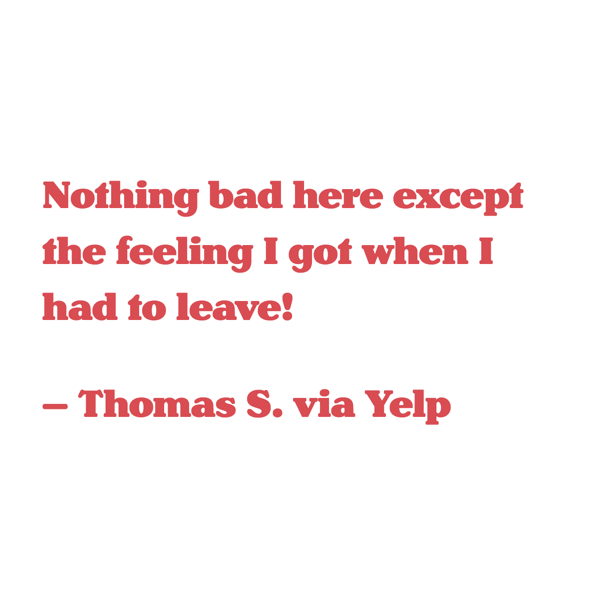 Nothing bad here except
the feeling I got when I
had to leave!
— Thomas S. via Yelp